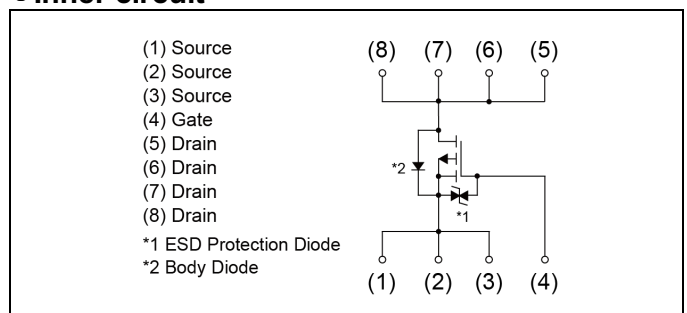 Inner circuit
(1) Source
(2) Source
(3) Source
(4) Gate
(5) Drain
(6) Drain
(7) Drain
(8) Drain
*1 ESD Protection Diode
*2 Body Diode
(8) (7) (6) (5)
*2
*1
(1) (2) (3) (4)